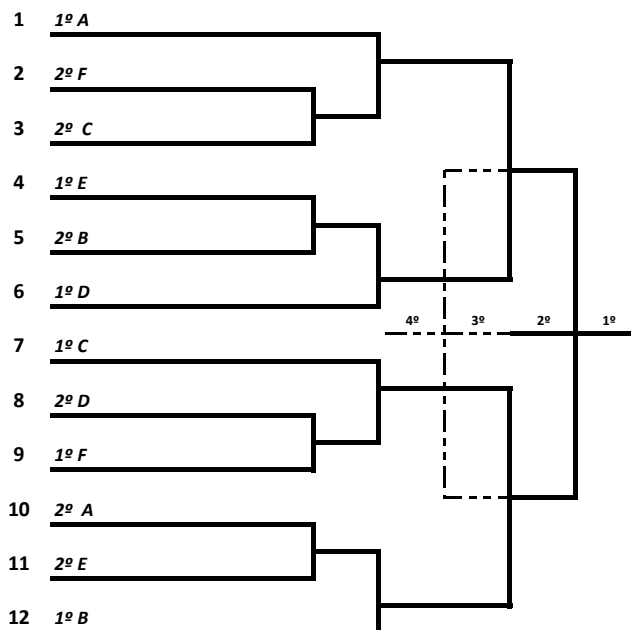 1 1º A
2 2º F
3 2º C
4 1º E
5 2º B
6 1º D
4º 3º 2º 1º
7 1º C
8 2º D
9 1º F
10 2º A
11 2º E
12 1º B